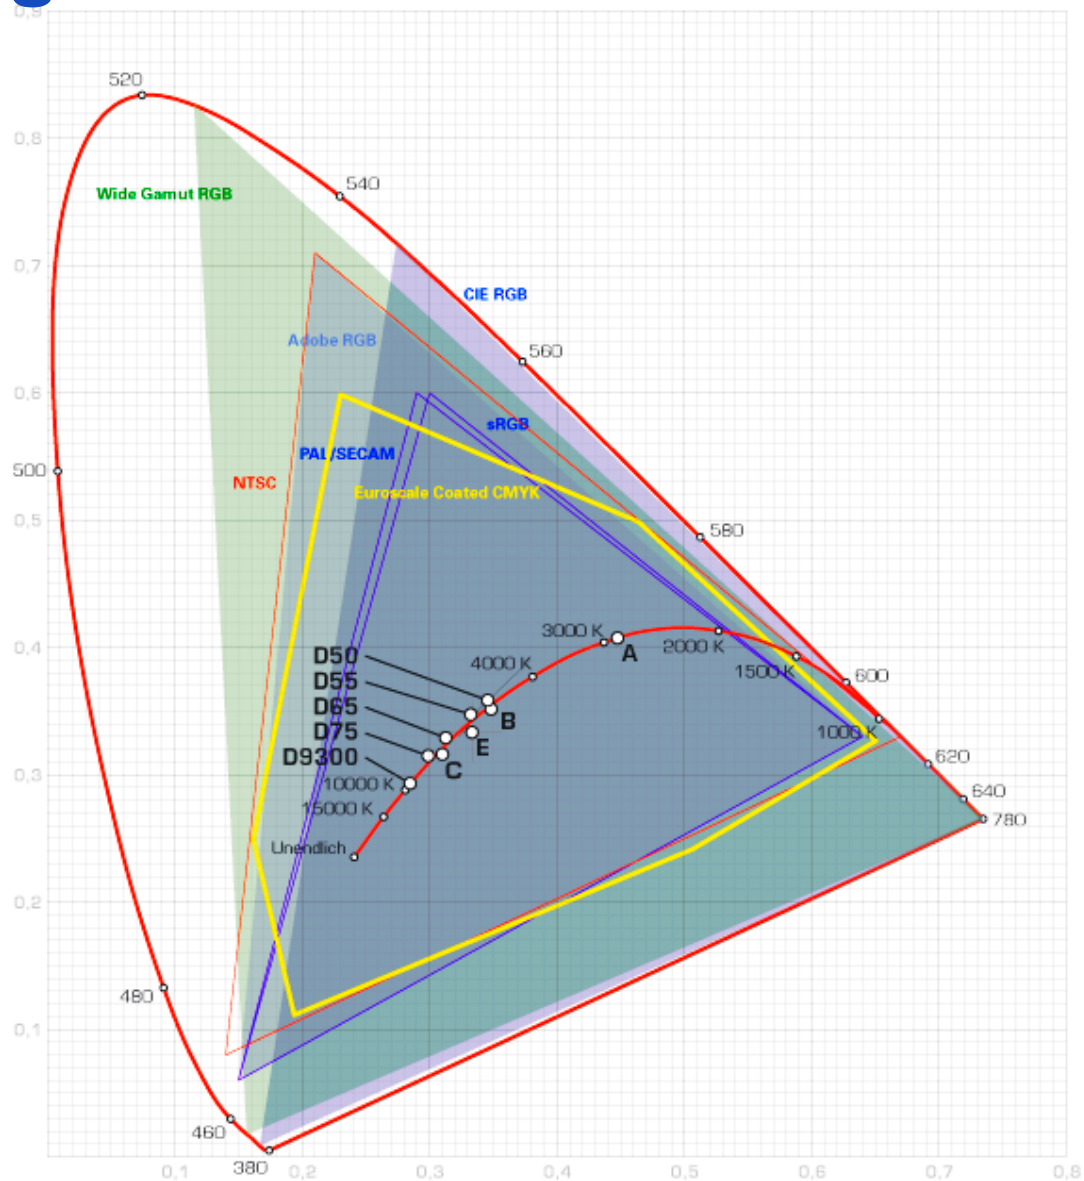 0,9
520
0,8
540
Wide Gamut RGB
0,7
CIE RGB
Adobe RGB
560
0,6
sRGB
PAL/SECAM
500
NTSC
Euroscale Coated CMYK
0,5
580
3000 K
0,4
D50
A
2000 K
4000 K
1500 K
600
D55
D65
B
D75
1000 K
E
D9300
C
620
0,3
10000 K
640
15000 K
780
Unendlich
0,2
480
0,1
460
380
0,1
0,2
0,3
0,4
0,5
0,6
0,7
0,8